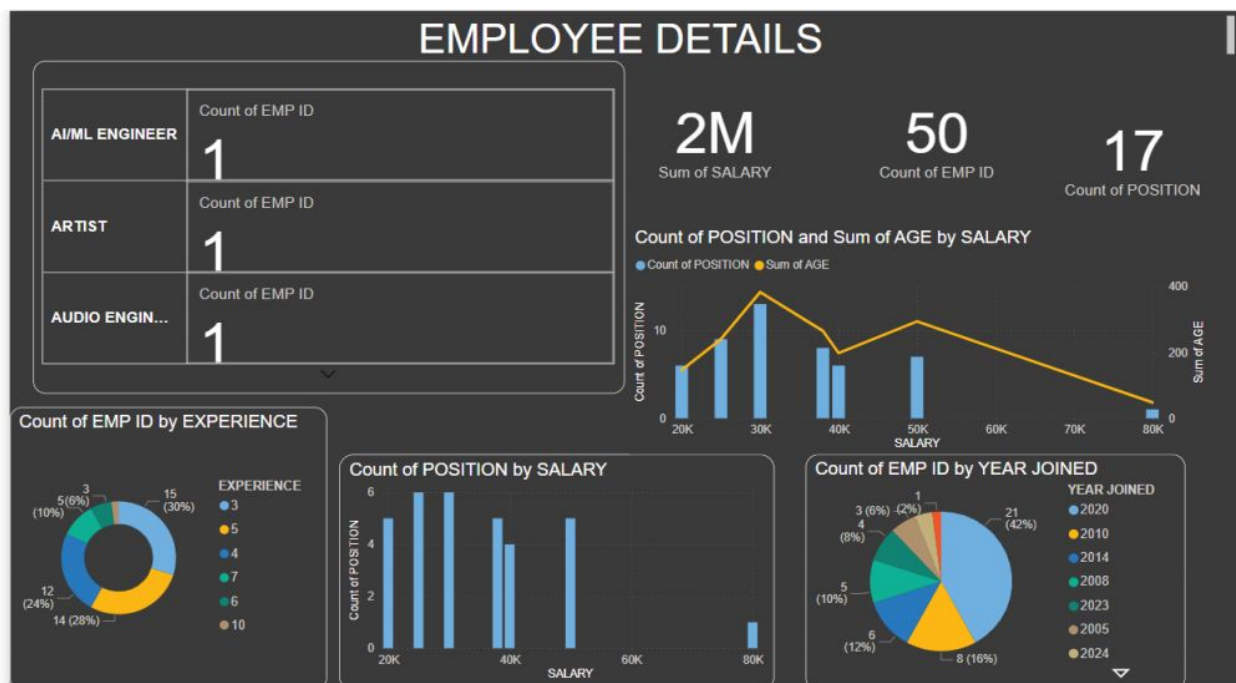 EMPLOYEE DETAILS
AI/ML ENGINEER
Count of EMP ID
1
ARTIST
Count of EMP ID
1
AUDIO ENGIN...
Count of EMP ID
1
2M
Sum of SALARY
50
Count of EMP ID
17
Count of POSITION
Count of POSITION and Sum of AGE by SALARY
Count of POSITION Sum of AGE
Count of POSITION
10
0
400
200
0
Sum of AGE
20K 30K 40K 50K 60K 70K 80K
SALARY
Count of EMP ID by EXPERIENCE
3
5(6%)
(10%)
15
(30%)
12
(24%)
14 (28%)
EXPERIENCE
3
5
4
7
6
10
Count of POSITION by SALARY
Count of POSITION
6
4
2
0
20K 40K 60K 80K
Count of EMP ID by YEAR JOINED
1
3 (6%) (2%)
4
(8%)
5
(10%)
6
(12%)
8 (16%)
21
(42%)
YEAR JOINED
2020
2010
2014
2008
2023
2005
2024